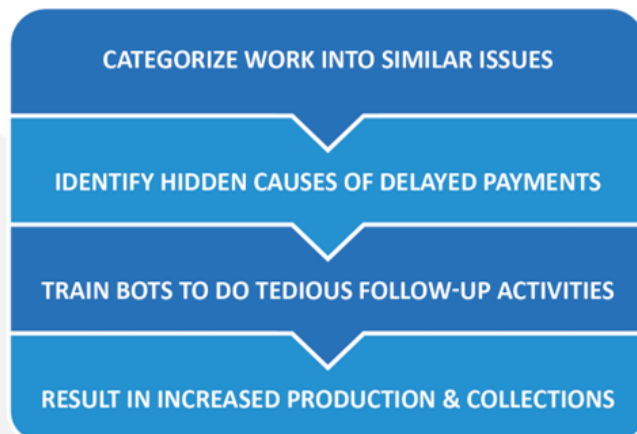 CATEGORIZE WORK INTO SIMILAR ISSUES
IDENTIFY HIDDEN CAUSES OF DELAYED PAYMENTS
TRAIN BOTS TO DO TEDIOUS FOLLOW-UP ACTIVITIES
RESULT IN INCREASED PRODUCTION & COLLECTIONS